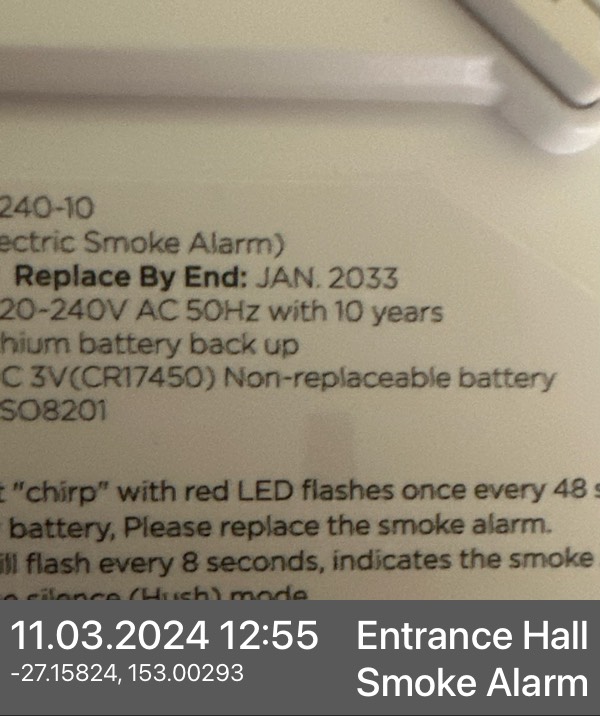 240-10
ectric Smoke Alarm)
Replace By End: JAN. 2033
20-240V AC 50Hz with 10 years
hium battery back up
C 3V(CR17450) Non-replaceable battery
SO8201
t "chirp" with red LED flashes once every 48 s
battery, Please replace the smoke alarm.
ill flash every 8 seconds, indicates the smoke
e silence (Hush) mode
11.03.2024 12:55
-27.15824, 153.00293
Entrance Hall
Smoke Alarm